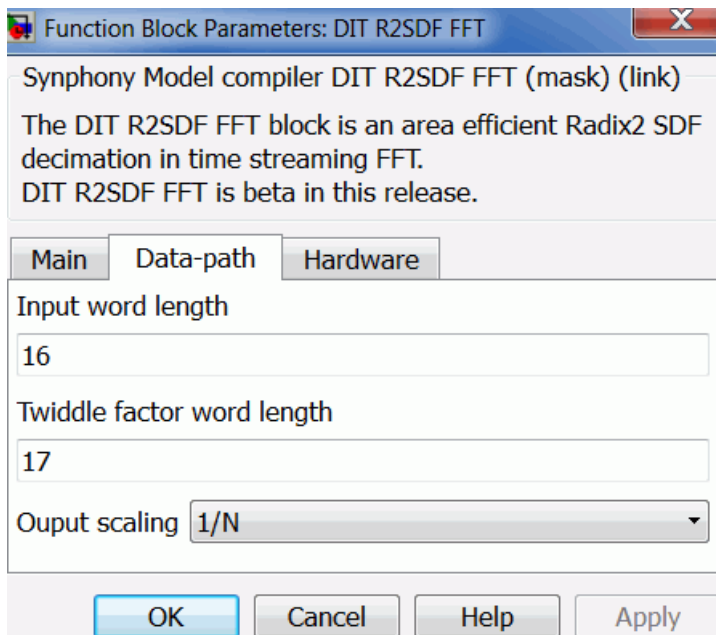 Function Block Parameters: DIT R2SDF FFT
Synphony Model compiler DIT R2SDF FFT (mask) (link)
The DIT R2SDF FFT block is an area efficient Radix2 SDF
decimation in time streaming FFT.
DIT R2SDF FFT is beta in this release.
Main Data-path Hardware
Input word length
16
Twiddle factor word length
17
Ouput scaling 1/N
OK Cancel Help Apply